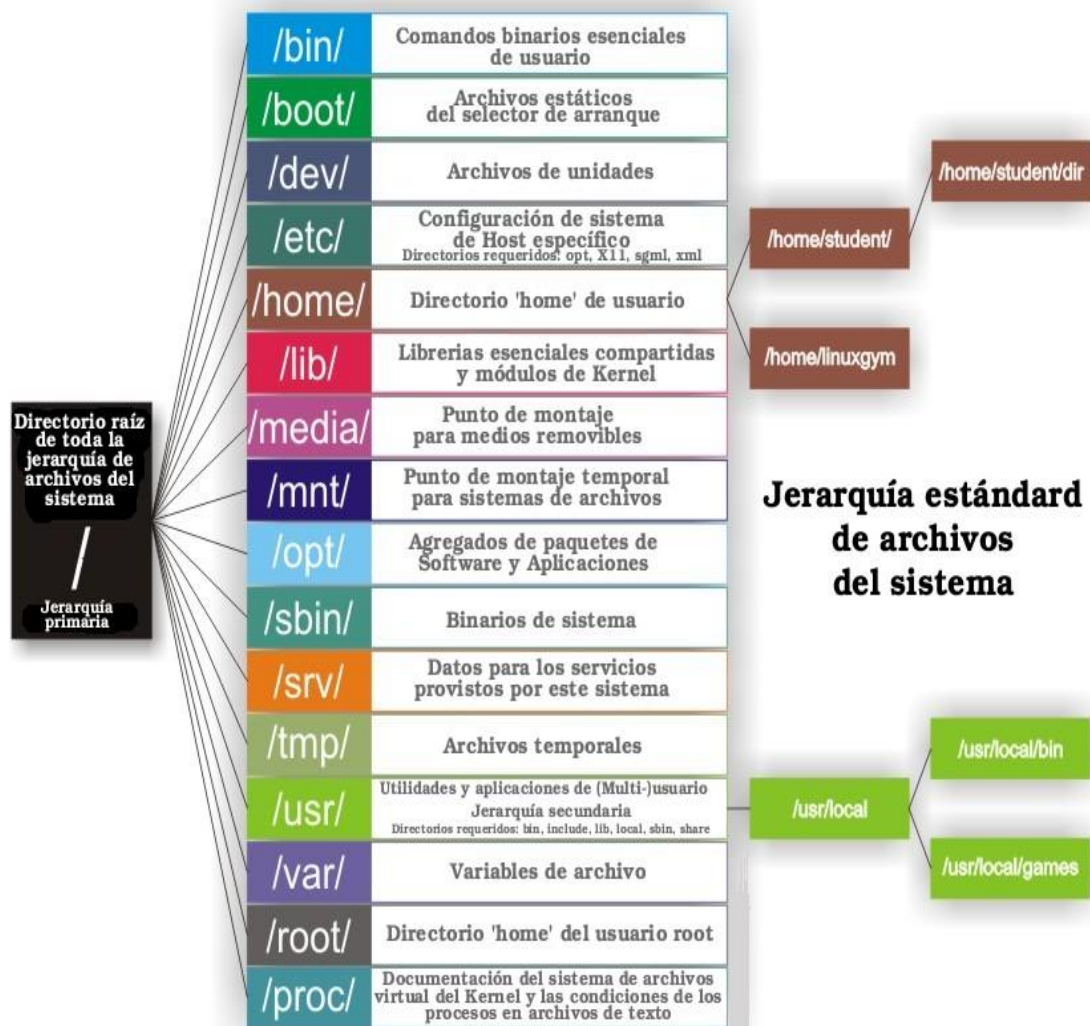 Directorio raíz
de toda la
jerarquía de
archivos del
sistema
/
Jerarquía
primaria
/bin/
Comandos binarios esenciales
de usuario
/boot/
Archivos estáticos
del selector de arranque
/dev/
Archivos de unidades
/etc/
Configuración de sistema
de Host específico
Directorios requeridos: opt, X11, sgml, xml
/home/
Directorio 'home' de usuario
/lib/
Librerias esenciales compartidas
y módulos de Kernel
/media/
Punto de montaje
para medios removibles
/mnt/
Punto de montaje temporal
para sistemas de archivos
/opt/
Agregados de paquetes de
Software y Aplicaciones
/sbin/
Binarios de sistema
/srv/
Datos para los servicios
provistos por este sistema
/tmp/
Archivos temporales
/usr/
Utilidades y aplicaciones de (Multi-)usuario
Jerarquía secundaria
Directorios requeridos: bin, include, lib, local, sbin, share
/var/
Variables de archivo
/root/
Directorio 'home' del usuario root
/proc/
Documentación del sistema de archivos
virtual del Kernel y las condiciones de los
procesos en archivos de texto
/home/student/
/home/student/dir
/home/linuxgym
Jerarquía estándard
de archivos
del sistema
/usr/local
/usr/local/bin
/usr/local/games